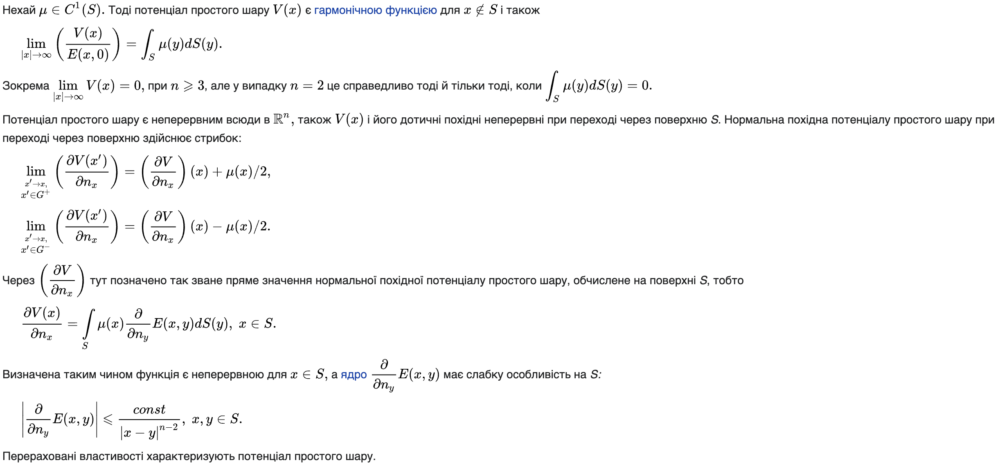 Нехай $\mu \in C^1(S)$. Тоді потенціал простого шару $V(x)$ є гармонічною функцією для $x \notin S$ і також
$\lim_{|x|\to\infty} \left( \frac{V(x)}{E(x,0)} \right) = \int_S \mu(y)dS(y).$
Зокрема $\lim_{|x|\to\infty} V(x) = 0$, при $n \geqslant 3$, але у випадку $n = 2$ це справедливо тоді й тільки тоді, коли $\int_S \mu(y)dS(y) = 0.$
Потенціал простого шару є неперервним всюди в $\mathbb{R}^n$, також $V(x)$ і його дотичні похідні неперервні при переході через поверхню S. Нормальна похідна потенціалу простого шару при
переході через поверхню здійснює стрибок:
$\lim_{\substack{x'\to x, \\ x'\in G^+}} \left( \frac{\partial V(x')}{\partial n_x} \right) = \left( \frac{\partial V}{\partial n_x} \right)(x) + \mu(x)/2,$
$\lim_{\substack{x'\to x, \\ x'\in G^-}} \left( \frac{\partial V(x')}{\partial n_x} \right) = \left( \frac{\partial V}{\partial n_x} \right)(x) - \mu(x)/2.$
Через $\left( \frac{\partial V}{\partial n_x} \right)$ тут позначено так зване пряме значення нормальної похідної потенціалу простого шару, обчислене на поверхні S, тобто
$\frac{\partial V(x)}{\partial n_x} = \int\limits_S \mu(x) \frac{\partial}{\partial n_y} E(x,y)dS(y), \; x \in S.$
Визначена таким чином функція є неперервною для $x \in S$, а ядро $\frac{\partial}{\partial n_y} E(x,y)$ має слабку особливість на S:
$\left| \frac{\partial}{\partial n_y} E(x,y) \right| \leqslant \frac{const}{|x-y|^{n-2}}, \; x, y \in S.$
Перераховані властивості характеризують потенціал простого шару.